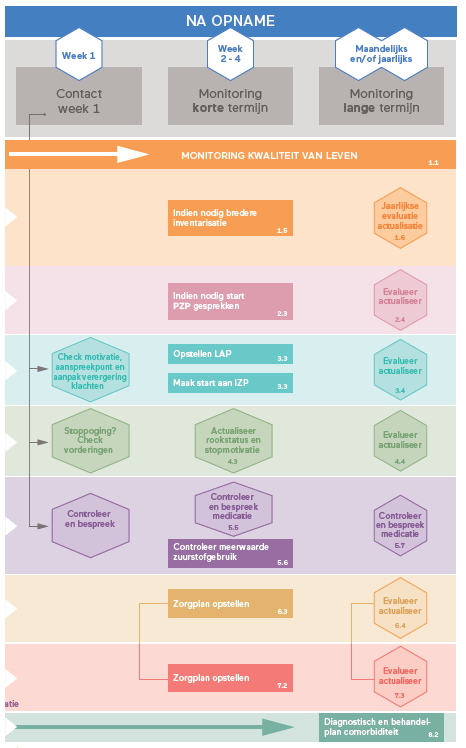 NA OPNAME
Week 1
Week
2 - 4
Maandelijks
en/of jaarlijks
Contact
week 1
Monitoring
korte termijn
Monitoring
lange termijn
MONITORING KWALITEIT VAN LEVEN
1.1
Indien nodig bredere
inventarisatie
1.5
Jaarlijkse
evaluatie
actualisatie
1.6
Indien nodig start
PZP gesprekken
2.3
Evalueer
actualiseer
2.4
Check motivatie,
aanspreekpunt en
aanpak verergering
klachten
Opstellen LAP
3.3
Maak start aan IZP
3.3
Evalueer
actualiseer
3.4
Stoppoging?
Check
vorderingen
Actualiseer
rookstatus en
stopmotivatie
4.3
Evalueer
actualiseer
4.4
Controleer
en bespreek
Controleer
en bespreek
medicatie
5.5
Controleer meerwaarde
zuurstofgebruik
5.6
Controleer
en bespreek
medicatie
5.7
Zorgplan opstellen
6.3
Evalueer
actualiseer
6.4
Zorgplan opstellen
7.2
Evalueer
actualiseer
7.3
atie
Diagnostisch en behandel-
plan comorbiditeit
8.2